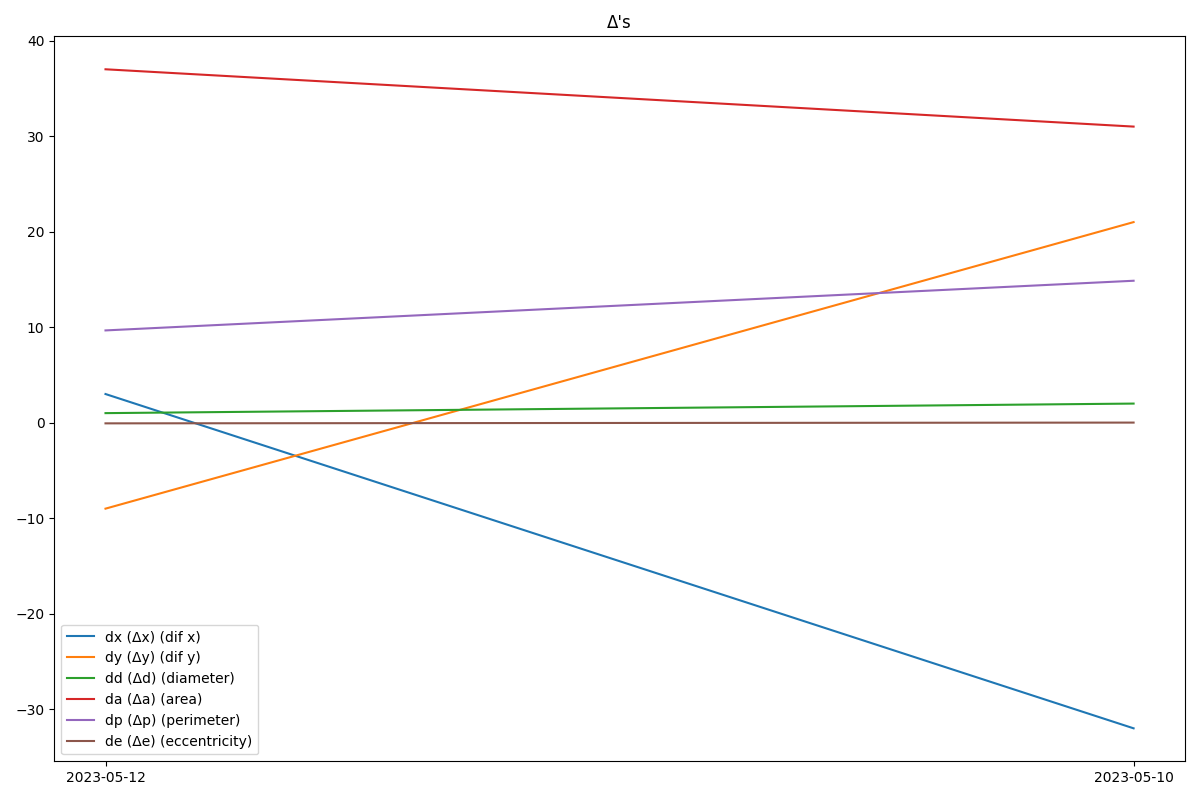 Δ's
40
30
20
10
0
−10
−20
−30
dx (Δx) (dif x)
dy (Δy) (dif y)
dd (Δd) (diameter)
da (Δa) (area)
dp (Δp) (perimeter)
de (Δe) (eccentricity)
2023-05-12
2023-05-10